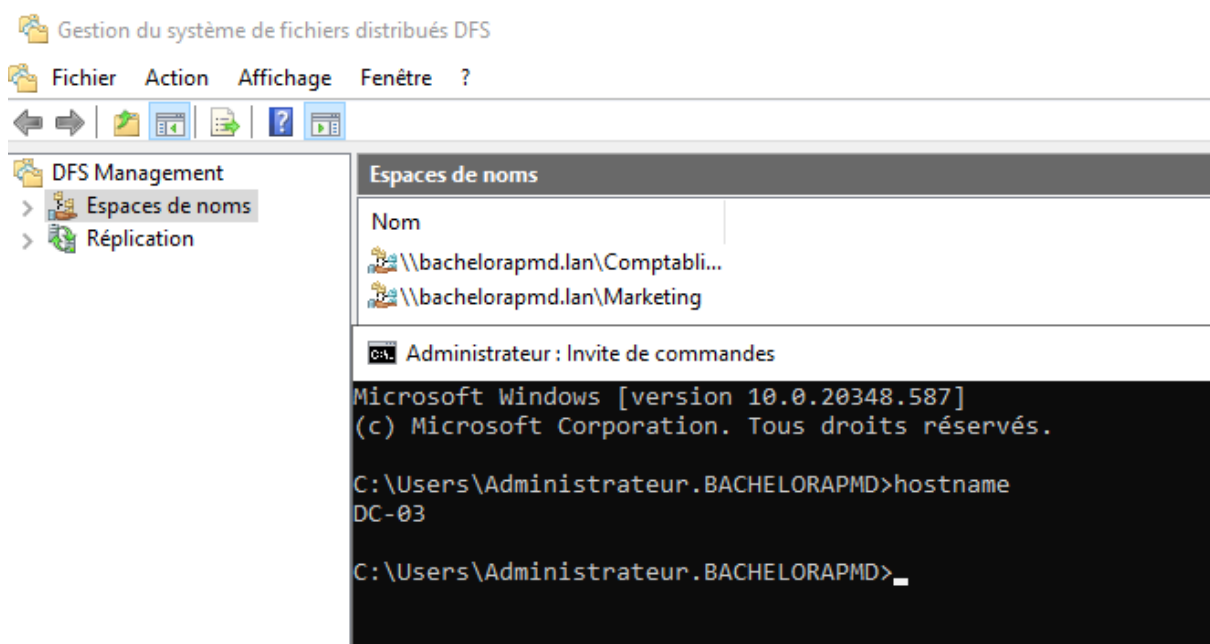 Gestion du système de fichiers distribués DFS
Fichier Action Affichage Fenêtre ?
DFS Management
Espaces de noms
Réplication
Espaces de noms
Nom
\\bachelorapmd.lan\Comptabli...
\\bachelorapmd.lan\Marketing
Administrateur : Invite de commandes
Microsoft Windows [version 10.0.20348.587]
(c) Microsoft Corporation. Tous droits réservés.
C:\Users\Administrateur.BACHELORAPMD>hostname
DC-03
C:\Users\Administrateur.BACHELORAPMD>